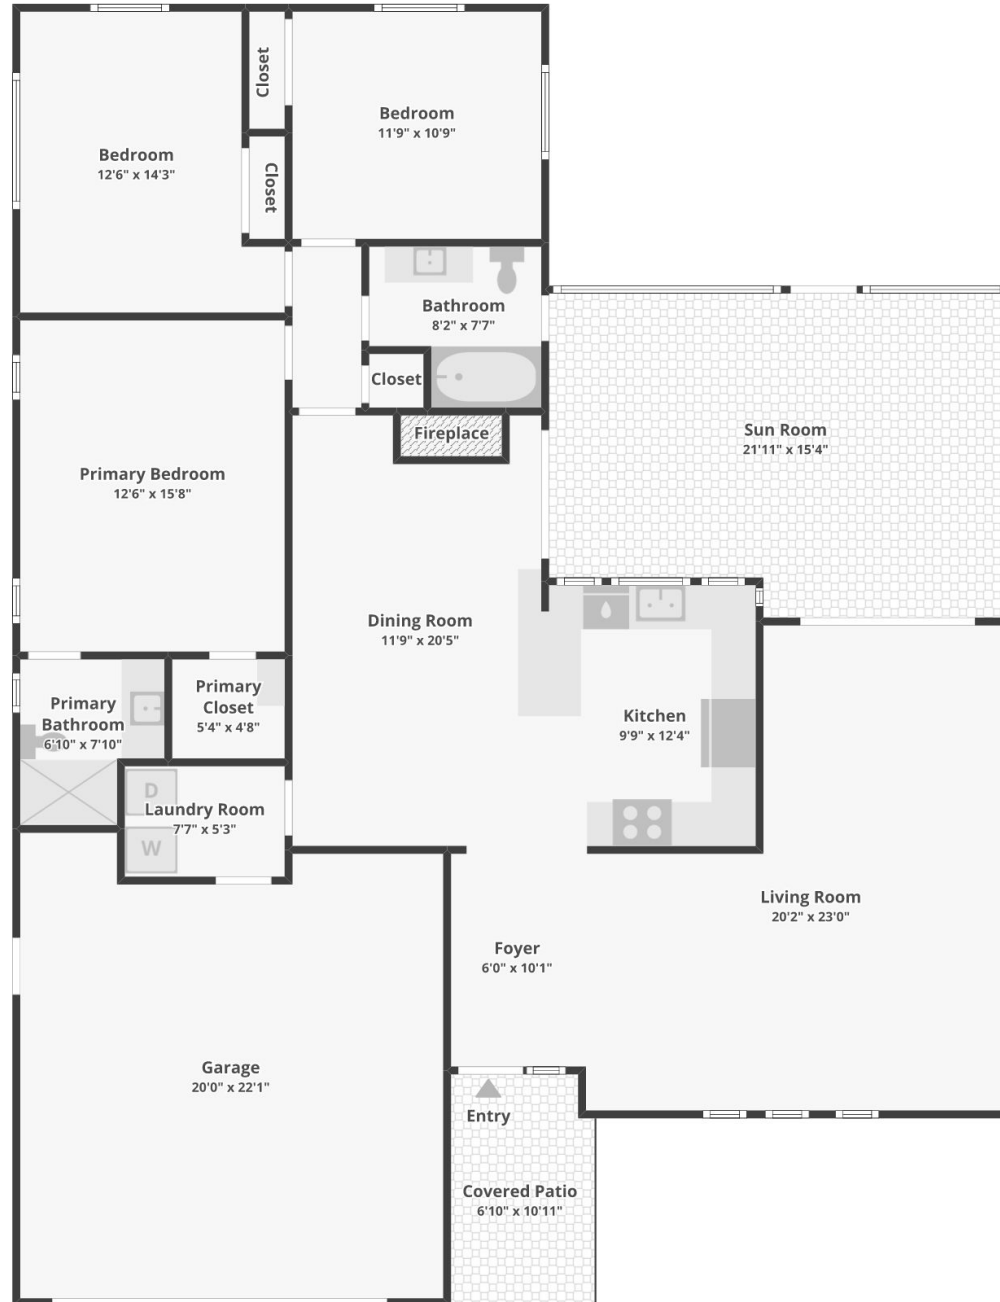 Closet
Bedroom
11'9" x 10'9"
Bedroom
12'6" x 14'3"
Closet
Bathroom
8'2" x 7'7"
Closet
Fireplace
Sun Room
21'11" x 15'4"
Primary Bedroom
12'6" x 15'8"
Dining Room
11'9" x 20'5"
Primary
Bathroom
6'10" x 7'10"
Primary
Closet
5'4" x 4'8"
Kitchen
9'9" x 12'4"
D
Laundry Room
7'7" x 5'3"
W
Living Room
20'2" x 23'0"
Foyer
6'0" x 10'1"
Garage
20'0" x 22'1"
Entry
Covered Patio
6'10" x 10'11"